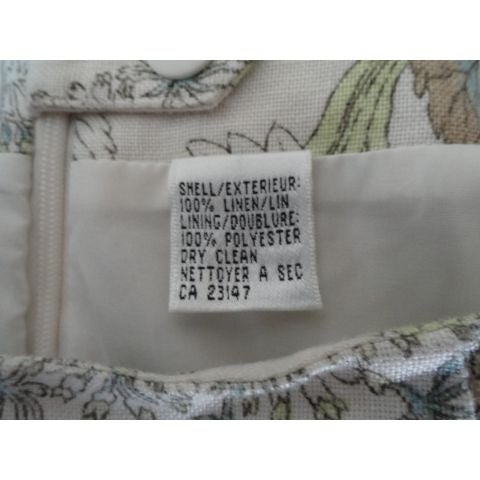 SHELL/EXTERIEUR:
100% LINEN/LIN
LINING/DOUBLURE:
100% POLYESTER
DRY CLEAN
NETTOYER A SEC
CA 23147